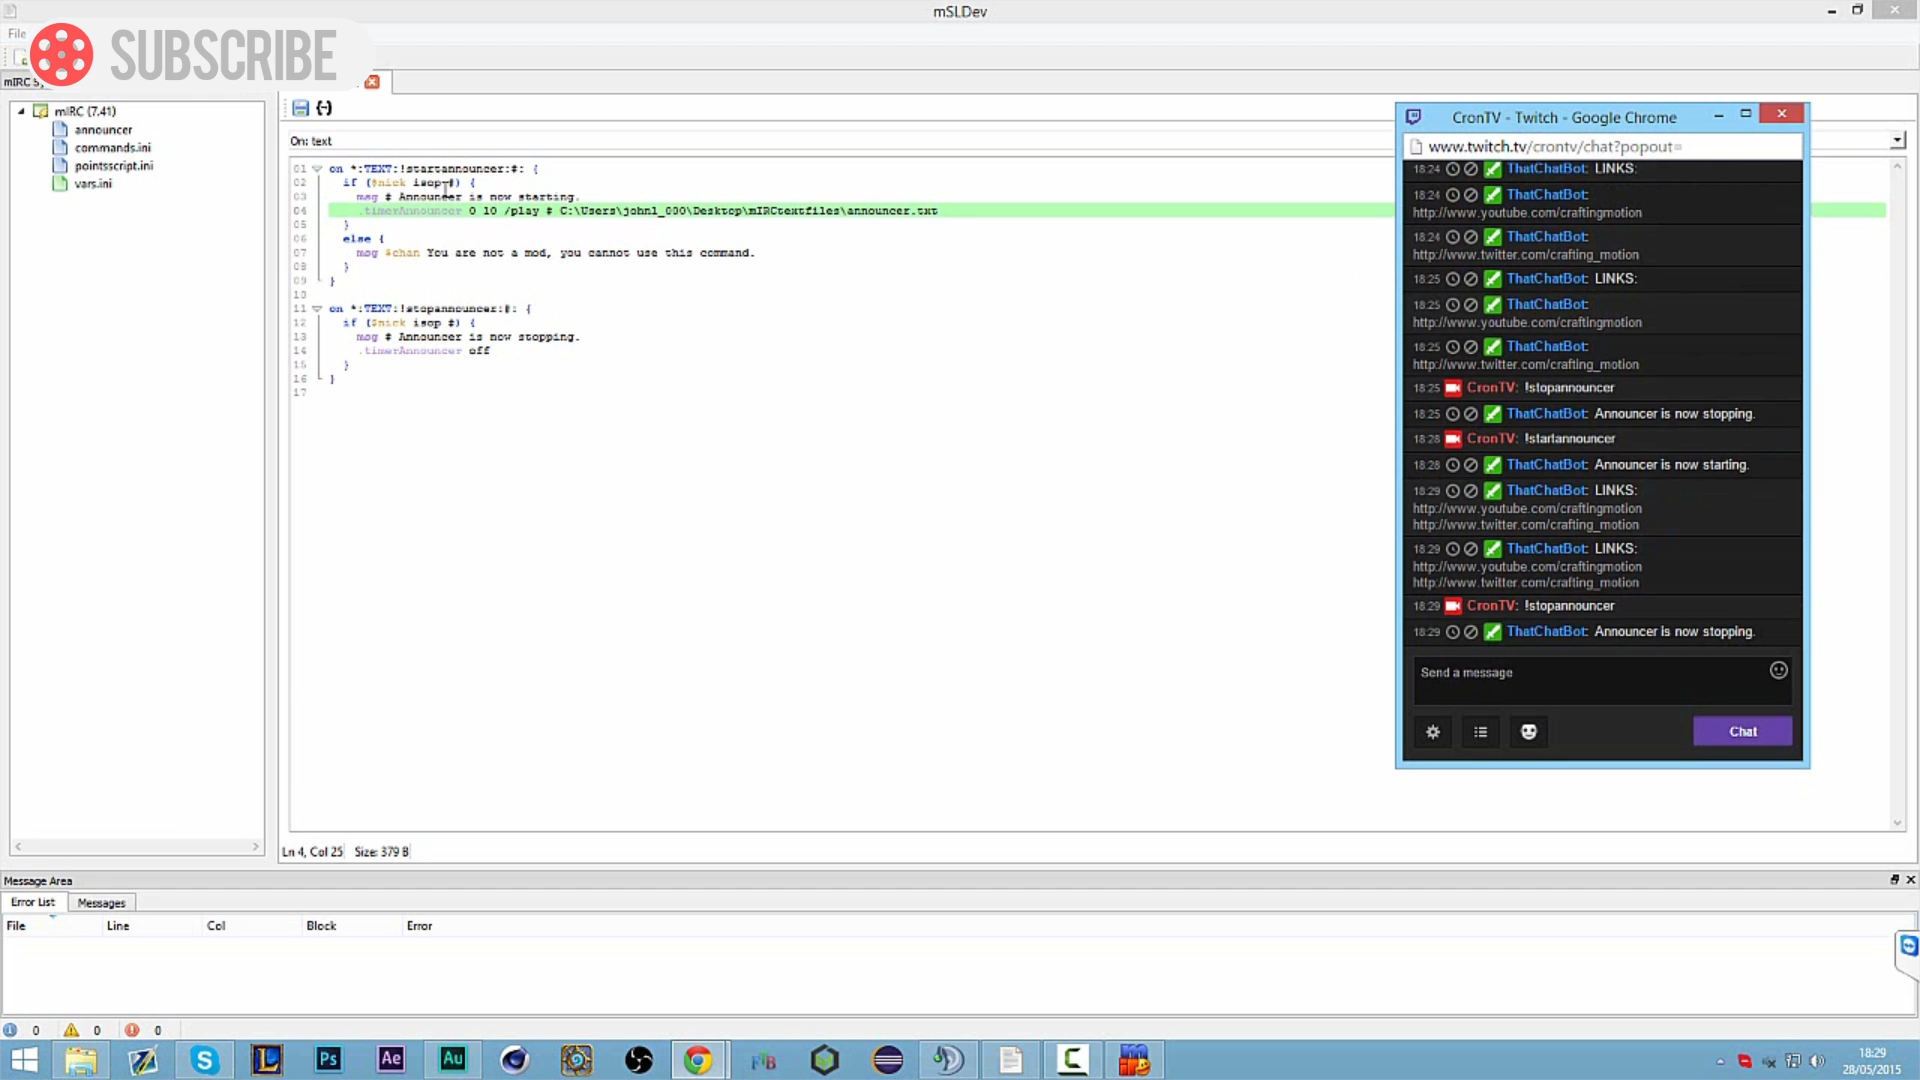 mSLDev
File
SUBSCRIBE
mIRC (7.41)
announcer
commands.ini
pointsscript.ini
vars.ini
On: text
01 on *:TEXT:!startannouncer:#: {
02 if ($nick isop #) {
03 msg # Announcer is now starting.
04 .timerAnnouncer 0 10 /play # C:\Users\johnl_000\Desktop\mIRCtextfiles\announcer.txt
05 }
06 else {
07 msg $chan You are not a mod, you cannot use this command.
08 }
09 }
10
11 on *:TEXT:!stopannouncer:#: {
12 if ($nick isop #) {
13 msg # Announcer is now stopping.
14 .timerAnnouncer off
15 }
16 }
17
Ln 4, Col 25 Size: 379 B
CronTV - Twitch - Google Chrome
www.twitch.tv/crontv/chat?popout=
18:24 ThatChatBot: LINKS:
18:24 ThatChatBot:
http://www.youtube.com/craftingmotion
18:24 ThatChatBot:
http://www.twitter.com/crafting_motion
18:25 ThatChatBot: LINKS:
18:25 ThatChatBot:
http://www.youtube.com/craftingmotion
18:25 ThatChatBot:
http://www.twitter.com/crafting_motion
18:25 CronTV: !stopannouncer
18:25 ThatChatBot: Announcer is now stopping.
18:28 CronTV: !startannouncer
18:28 ThatChatBot: Announcer is now starting.
18:29 ThatChatBot: LINKS:
http://www.youtube.com/craftingmotion
http://www.twitter.com/crafting_motion
18:29 ThatChatBot: LINKS:
http://www.youtube.com/craftingmotion
http://www.twitter.com/crafting_motion
18:29 CronTV: !stopannouncer
18:29 ThatChatBot: Announcer is now stopping.
Send a message
Chat
Message Area
Error List Messages
File Line Col Block Error
0 0 0
Ps Ae Au FTB
18:29
28/05/2015